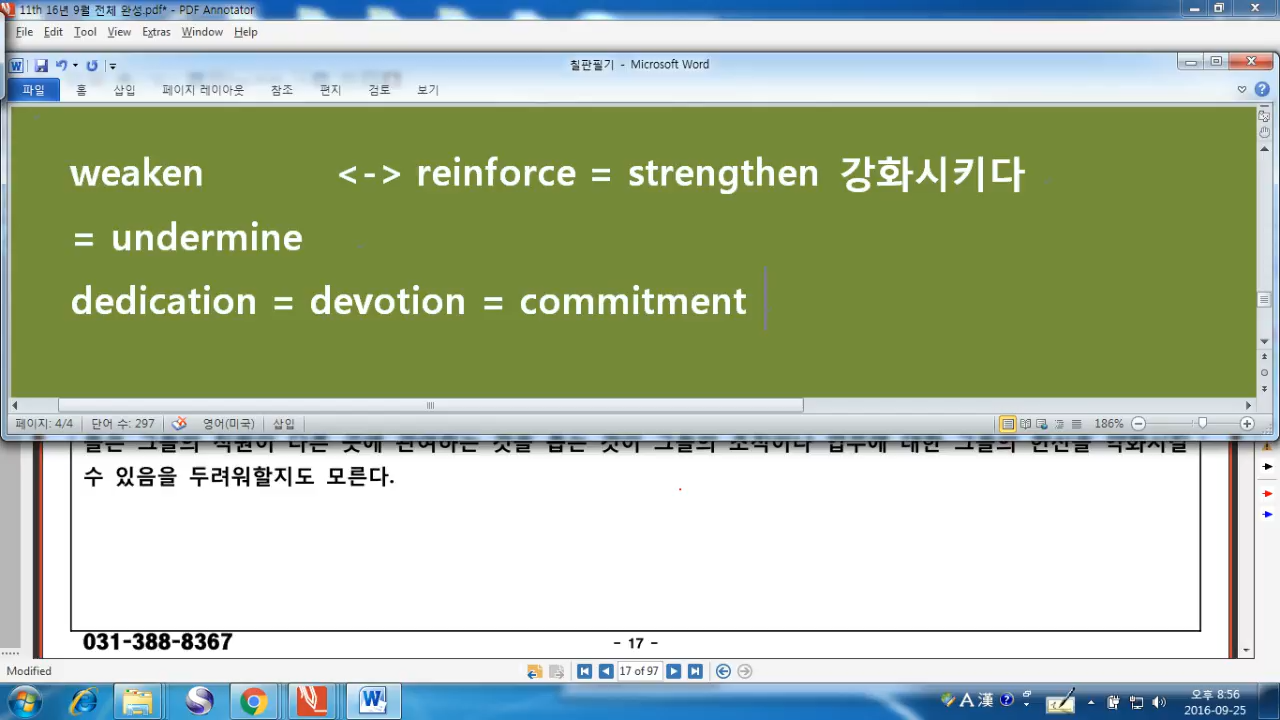 11th 16년 9월 전체 완성.pdf* - PDF Annotator
File Edit Tool View Extras Window Help
칠판필기 - Microsoft Word
파일 홈 삽입 페이지 레이아웃 참조 편지 검토 보기
weaken <-> reinforce = strengthen 강화시키다
= undermine
dedication = devotion = commitment
페이지: 4/4 단어 수: 297 영어(미국) 삽입 186%
수 있음을 두려워할지도 모른다.
031-388-8367
- 17 -
Modified 17 of 97
A 漢 오후 8:56
2016-09-25